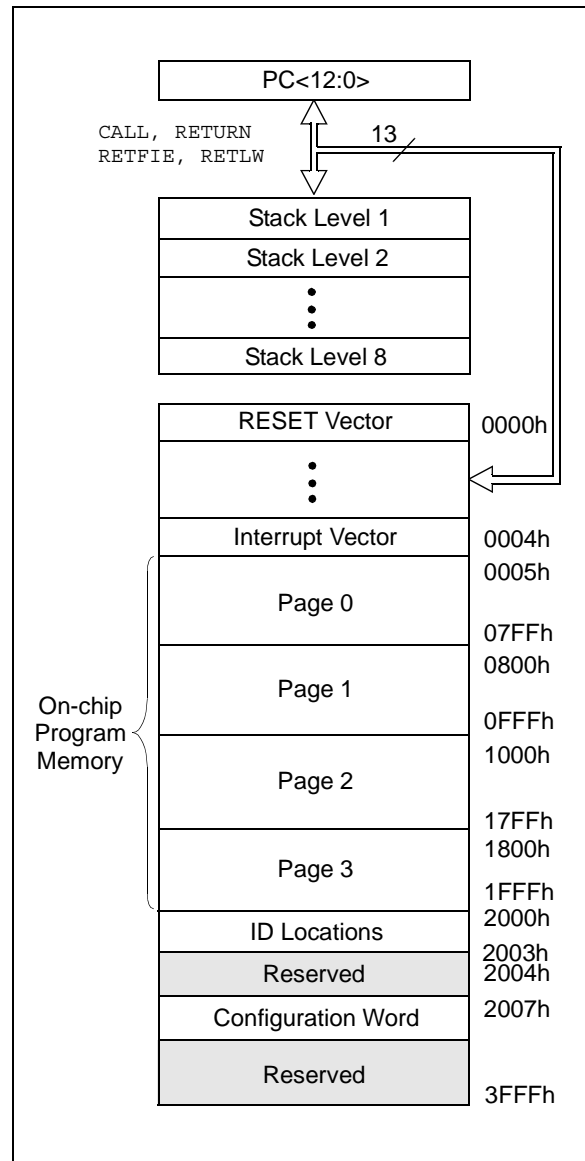 PC<12:0>
CALL, RETURN
RETFIE, RETLW
13
Stack Level 1
Stack Level 2
Stack Level 8
RESET Vector
0000h
Interrupt Vector
0004h
0005h
Page 0
07FFh
0800h
Page 1
0FFFh
1000h
Page 2
17FFh
1800h
Page 3
1FFFh
On-chip
Program
Memory
2000h
ID Locations
2003h
2004h
Reserved
2007h
Configuration Word
Reserved
3FFFh